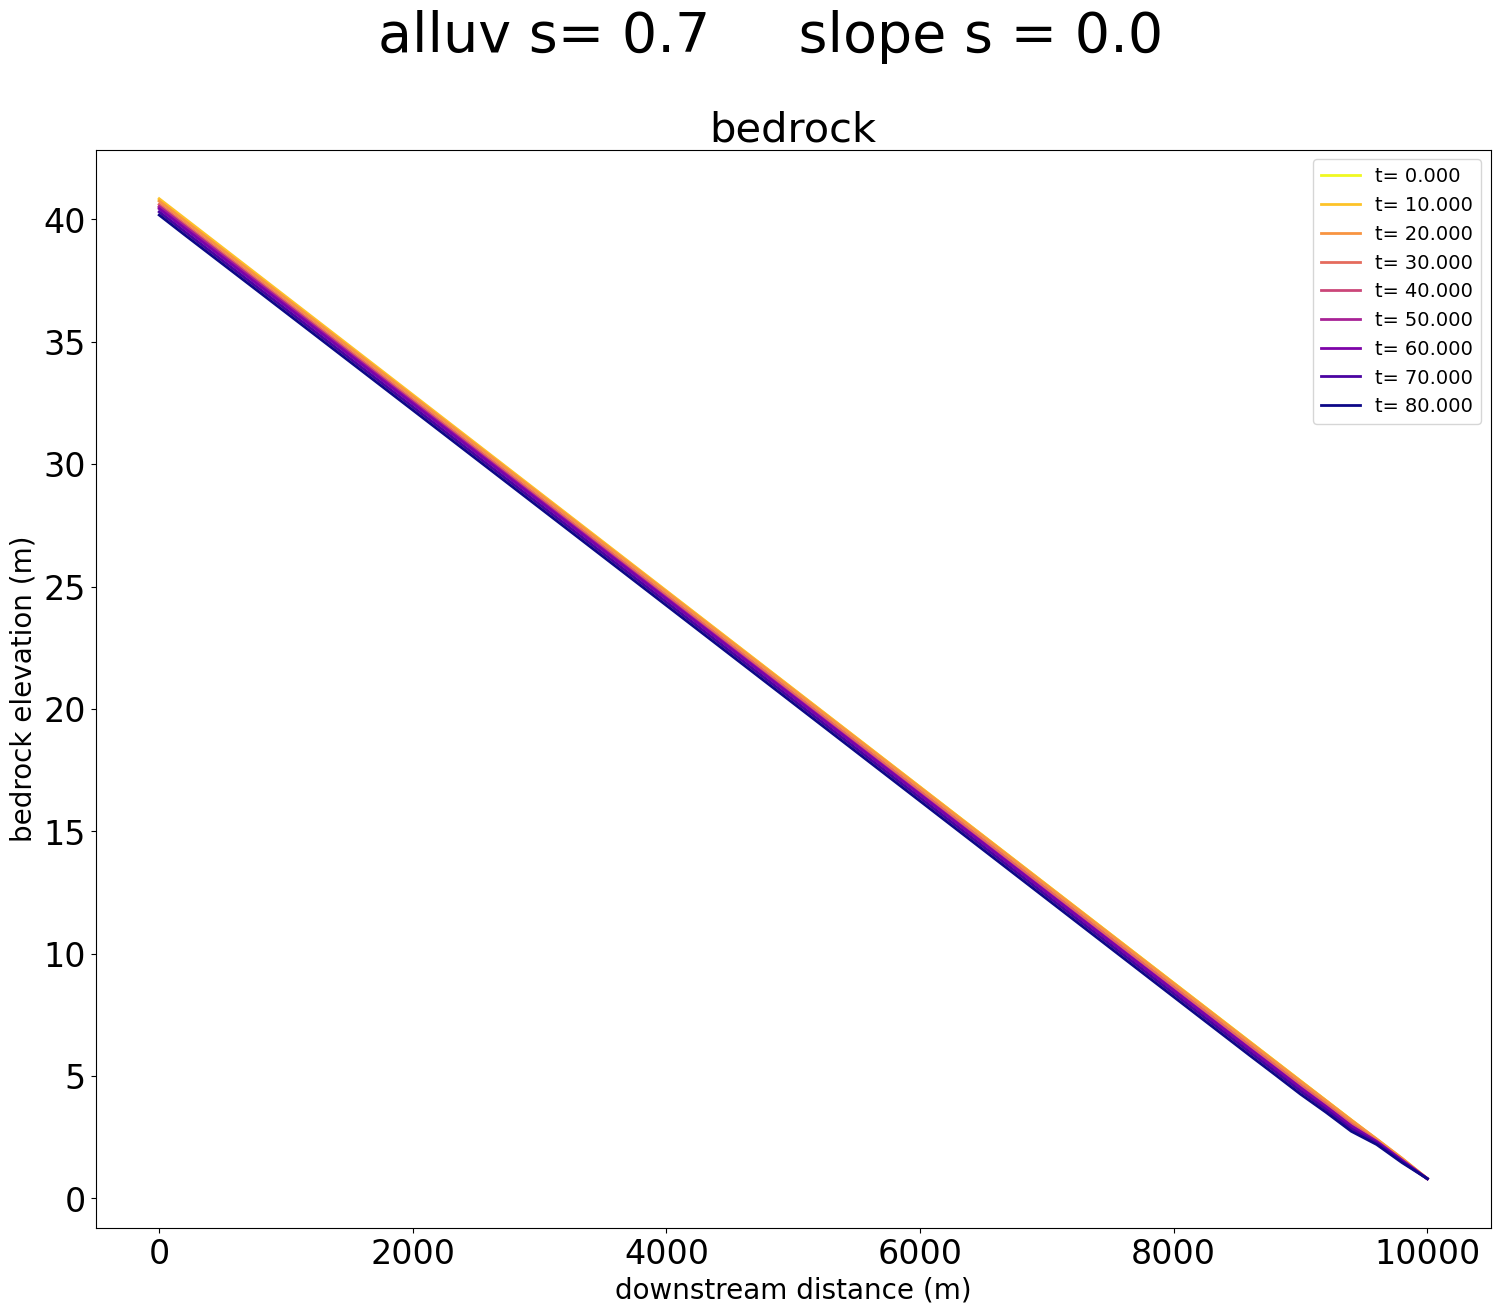 alluv s= 0.7     slope s = 0.0
bedrock
t= 0.000
t= 10.000
t= 20.000
t= 30.000
t= 40.000
t= 50.000
t= 60.000
t= 70.000
t= 80.000
bedrock elevation (m)
40
35
30
25
20
15
10
5
0
0 2000 4000 6000 8000 10000
downstream distance (m)